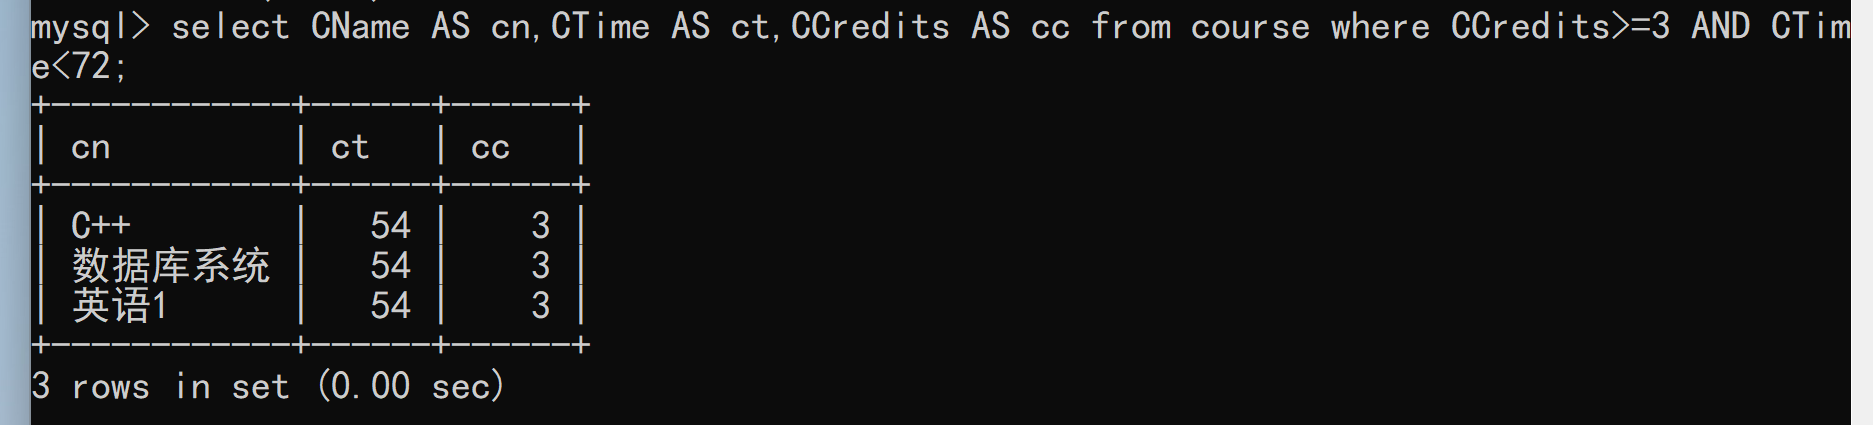 mysql> select CName AS cn,CTime AS ct,CCredits AS cc from course where CCredits>=3 AND CTim
e<72;
+------------+------+------+
| cn         | ct   | cc   |
+------------+------+------+
| C++        |   54 |    3 |
| 数据库系统 |   54 |    3 |
| 英语1      |   54 |    3 |
+------------+------+------+
3 rows in set (0.00 sec)